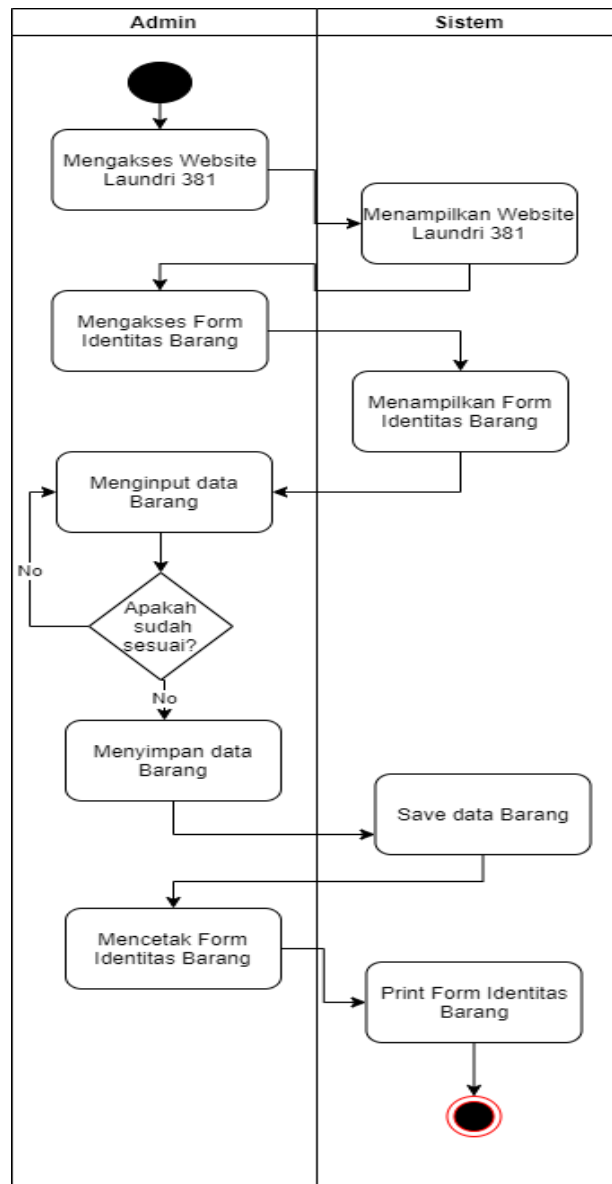 Admin
Sistem
Mengakses Website
Laundri 381
Menampilkan Website
Laundri 381
Mengakses Form
Identitas Barang
Menampilkan Form
Identitas Barang
Menginput data
Barang
No
Apakah
sudah
sesuai?
No
Menyimpan data
Barang
Save data Barang
Mencetak Form
Identitas Barang
Print Form Identitas
Barang